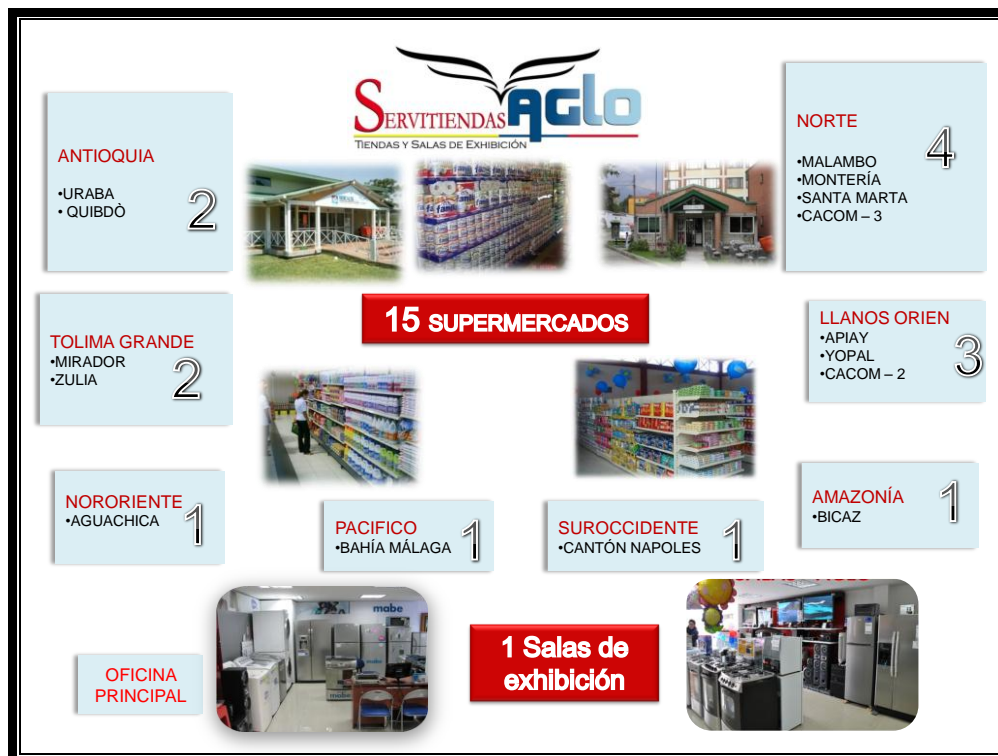 SERVITIENDAS AGLO
TIENDAS Y SALAS DE EXHIBICIÓN
ANTIOQUIA
•URABA
• QUIBDÒ
2
NORTE
•MALAMBO
•MONTERÍA
•SANTA MARTA
•CACOM – 3
4
15 SUPERMERCADOS
TOLIMA GRANDE
•MIRADOR
•ZULIA
2
LLANOS ORIEN
•APIAY
•YOPAL
•CACOM – 2
3
NORORIENTE
•AGUACHICA
1
PACIFICO
•BAHÍA MÁLAGA
1
SUROCCIDENTE
•CANTÓN NAPOLES
1
AMAZONÍA
•BICAZ
1
OFICINA
PRINCIPAL
mabe
mabe
1 Salas de
exhibición